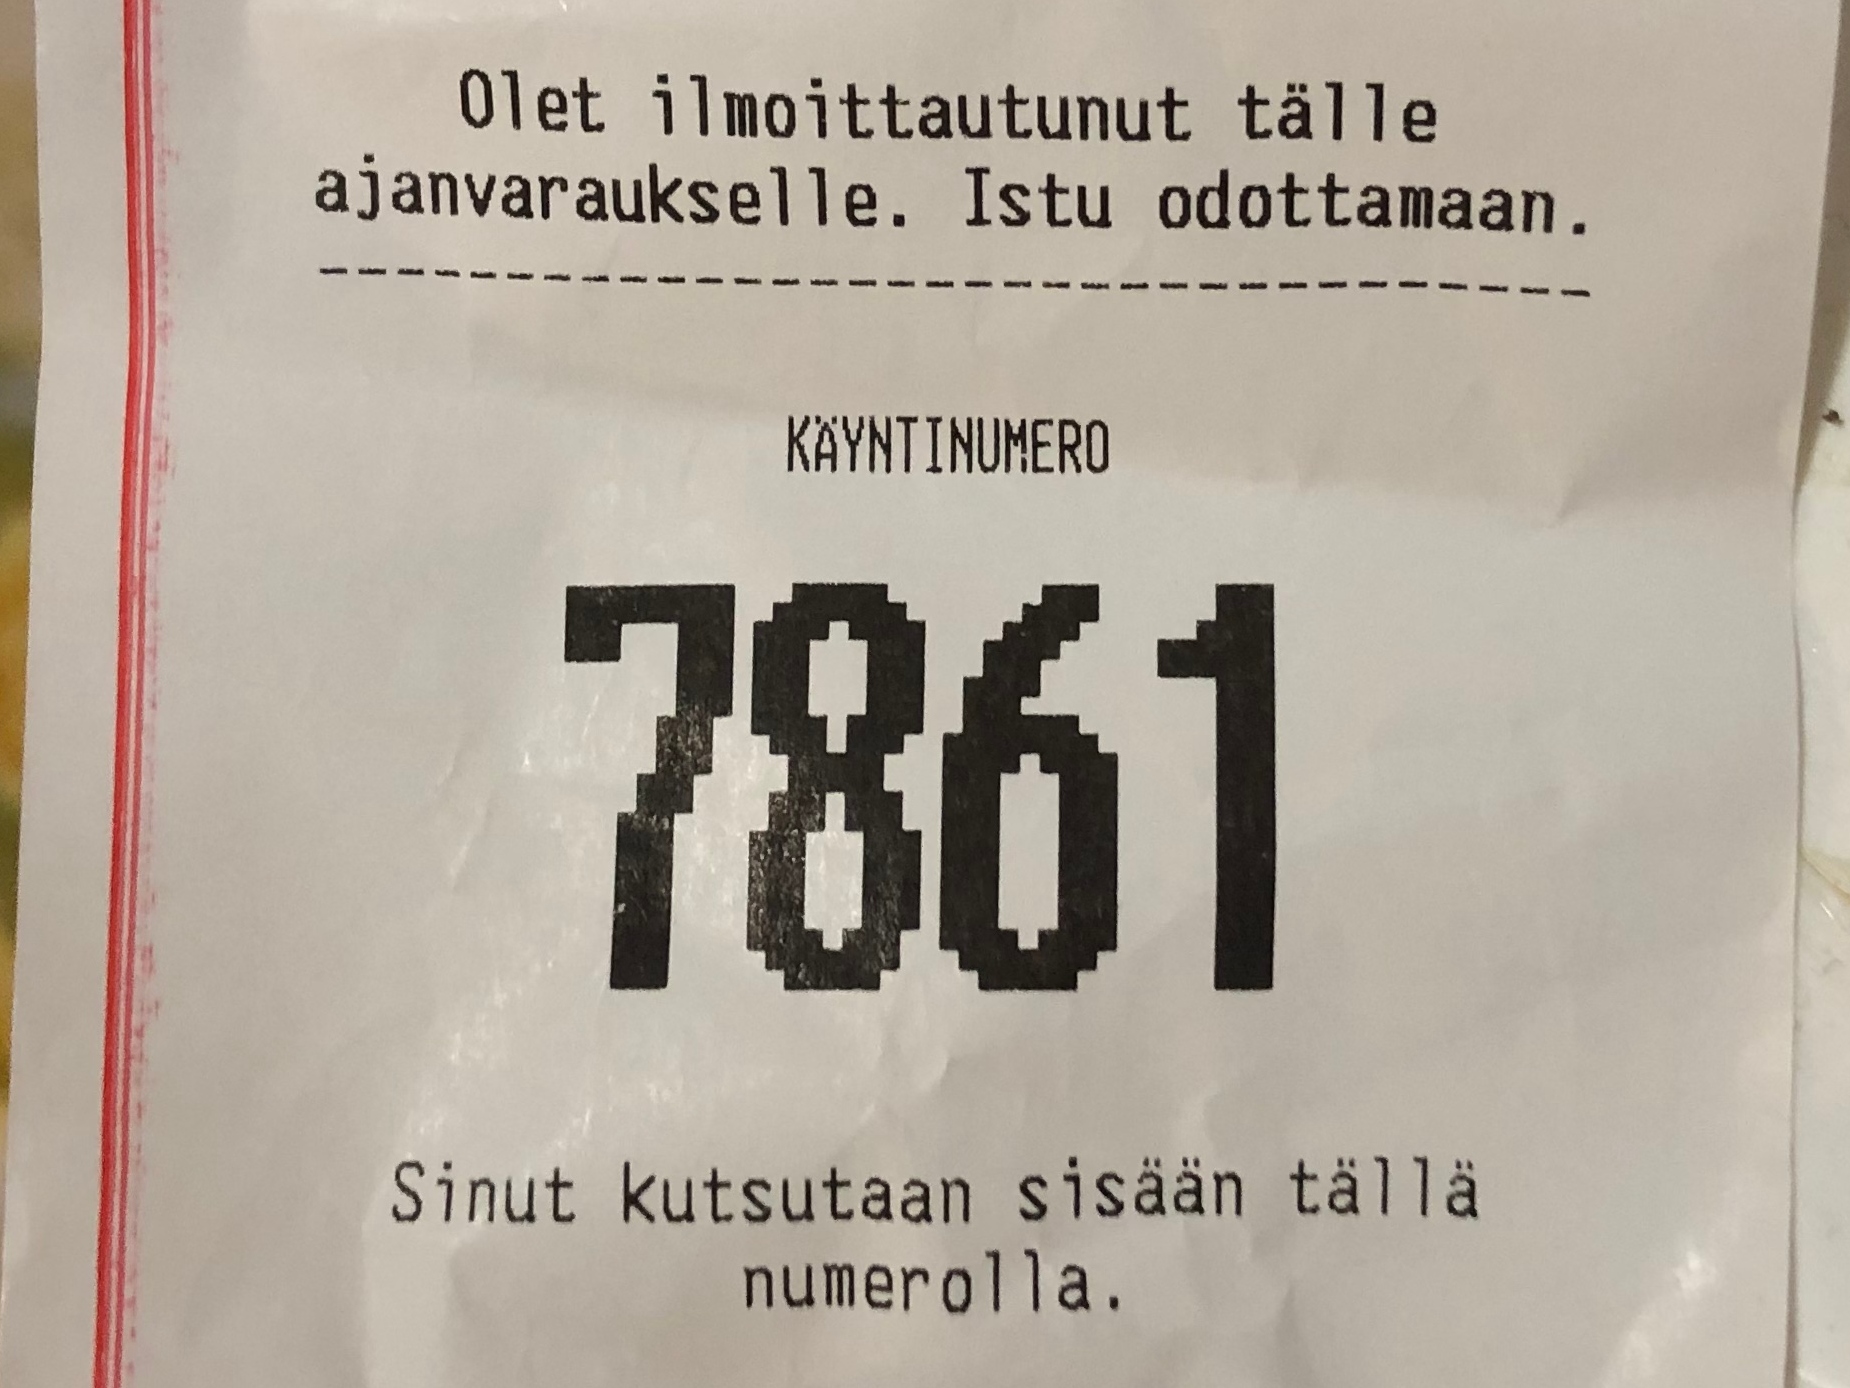 Olet ilmoittautunut tälle
ajanvaraukselle. Istu odottamaan.
---------------------------------
KÄYNTINUMERO
7861
Sinut kutsutaan sisään tällä
numerolla.